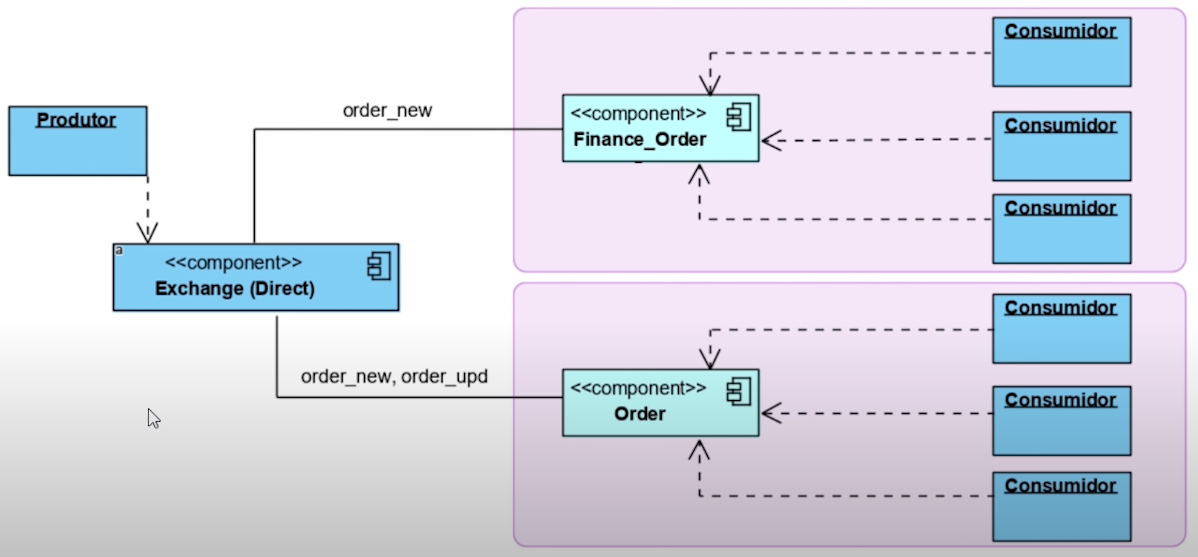 Produtor
order_new
a
<<component>>
Exchange (Direct)
order_new, order_upd
<<component>>
Finance_Order
Consumidor
Consumidor
Consumidor
<<component>>
Order
Consumidor
Consumidor
Consumidor